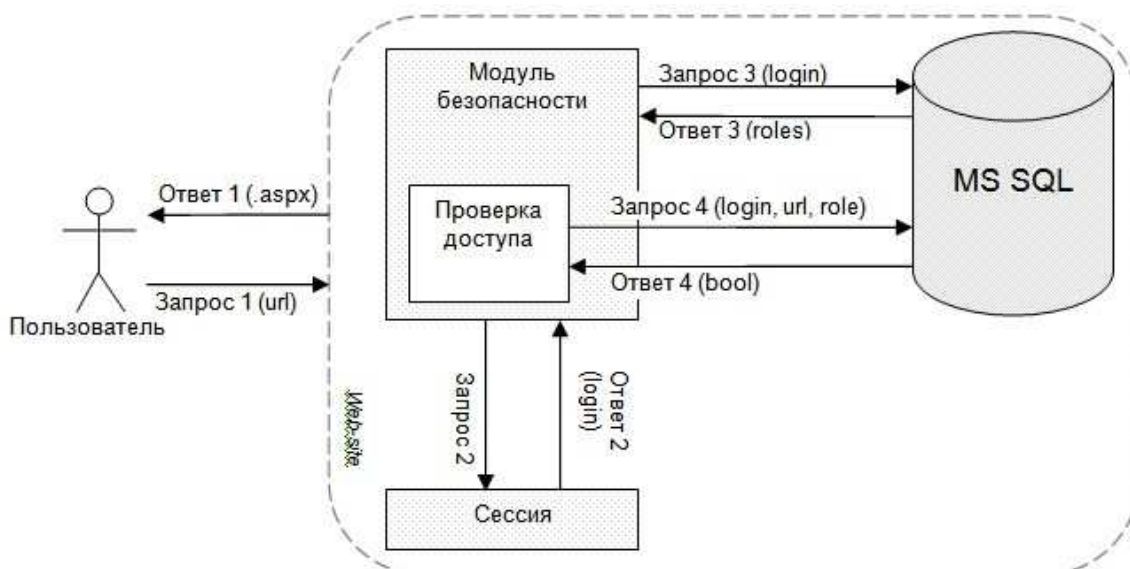 Модуль
безопасности
Запрос 3 (login)
Ответ 3 (roles)
MS SQL
Ответ 1 (.aspx)
Проверка
доступа
Запрос 4 (login, url, role)
Ответ 4 (bool)
Запрос 1 (url)
Пользователь
Web-site
Запрос 2
Ответ 2
(login)
Сессия